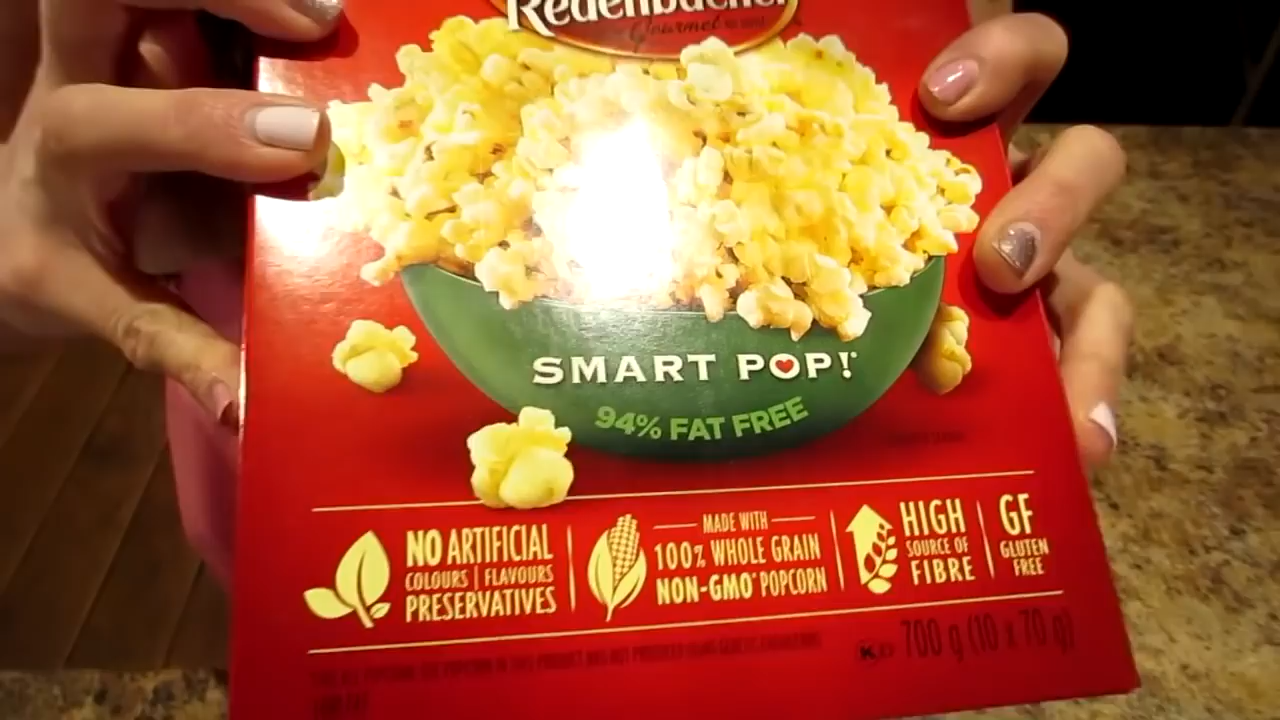 Redenbacher
Gourmet
SMART POP!
94% FAT FREE
NO ARTIFICIAL
COLOURS | FLAVOURS
PRESERVATIVES
MADE WITH
100% WHOLE GRAIN
NON-GMO* POPCORN
HIGH
SOURCE OF
FIBRE
GF
GLUTEN
FREE
700 g (10 x 70 g)